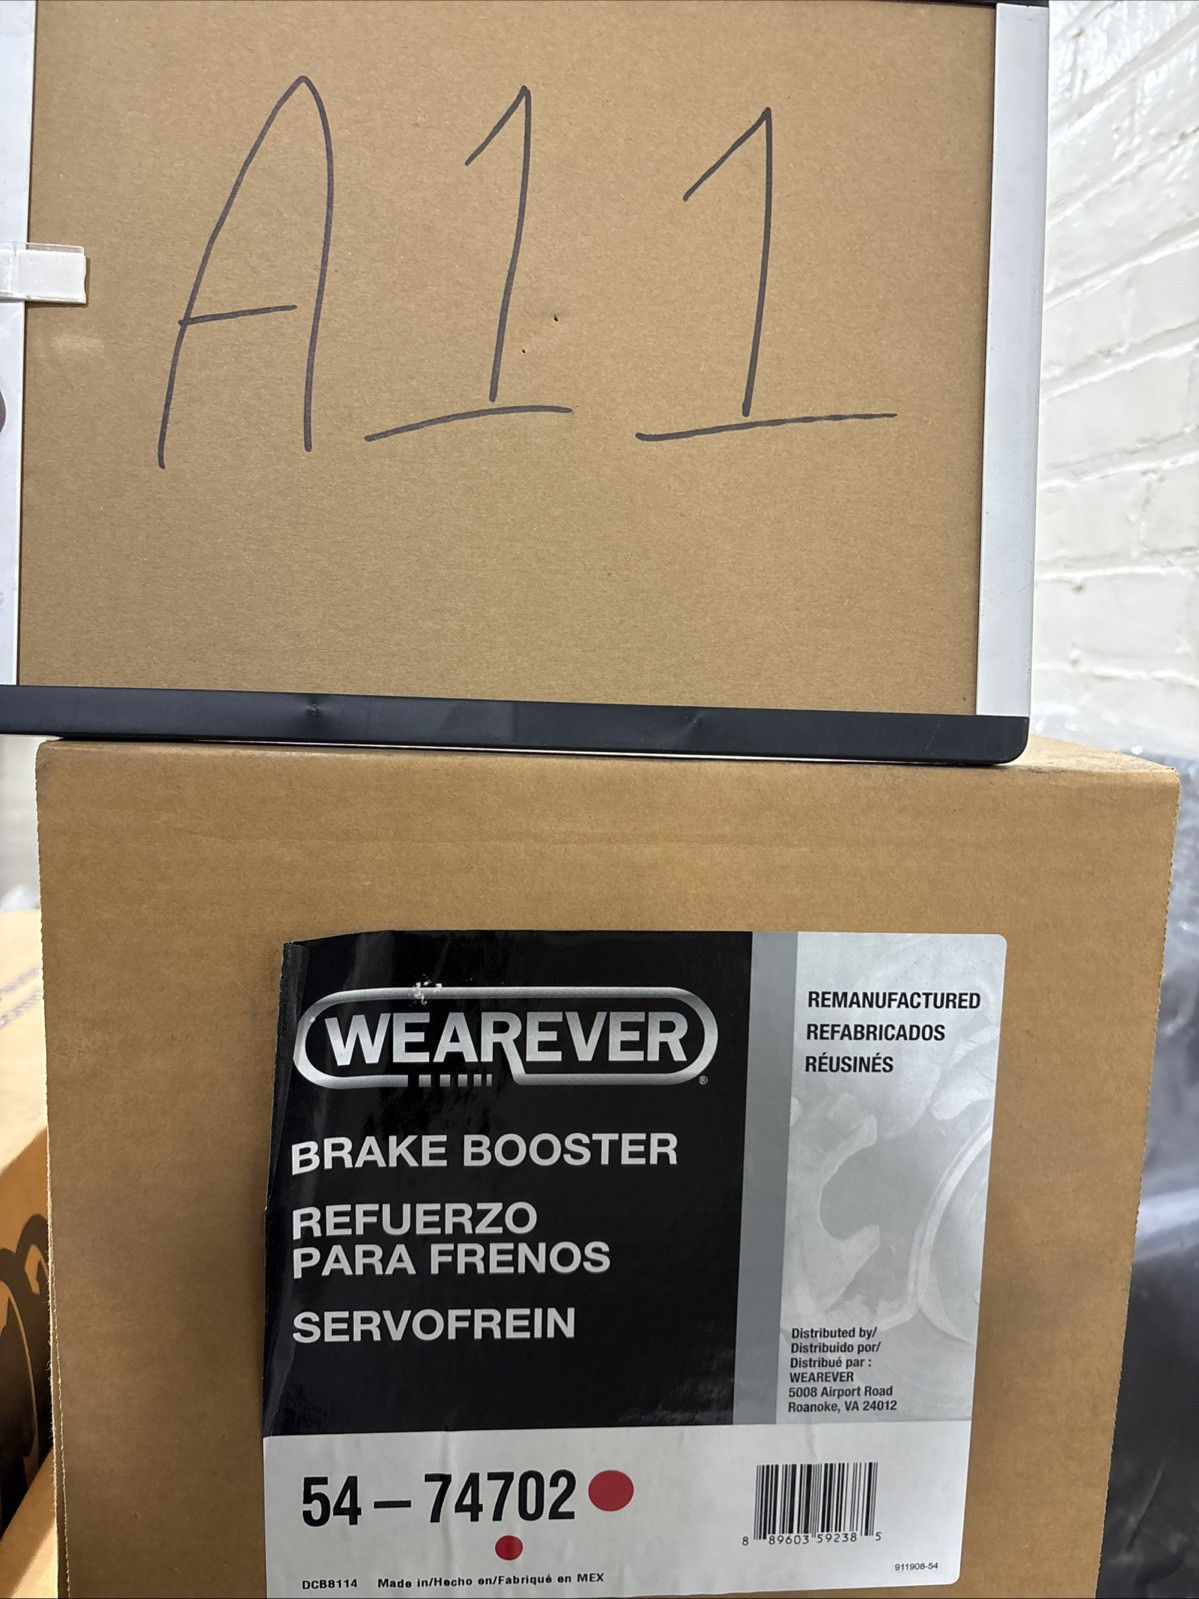 A11
WEAREVER®
BRAKE BOOSTER
REFUERZO
PARA FRENOS
SERVOFREIN
REMANUFACTURED
REFABRICADOS
RÉUSINÉS
Distributed by/
Distribuido por/
Distribué par :
WEAREVER
5008 Airport Road
Roanoke, VA 24012
54-74702
8 89603 59238 5
911908-54
DCB8114 Made in/Hecho en/Fabriqué en MEX